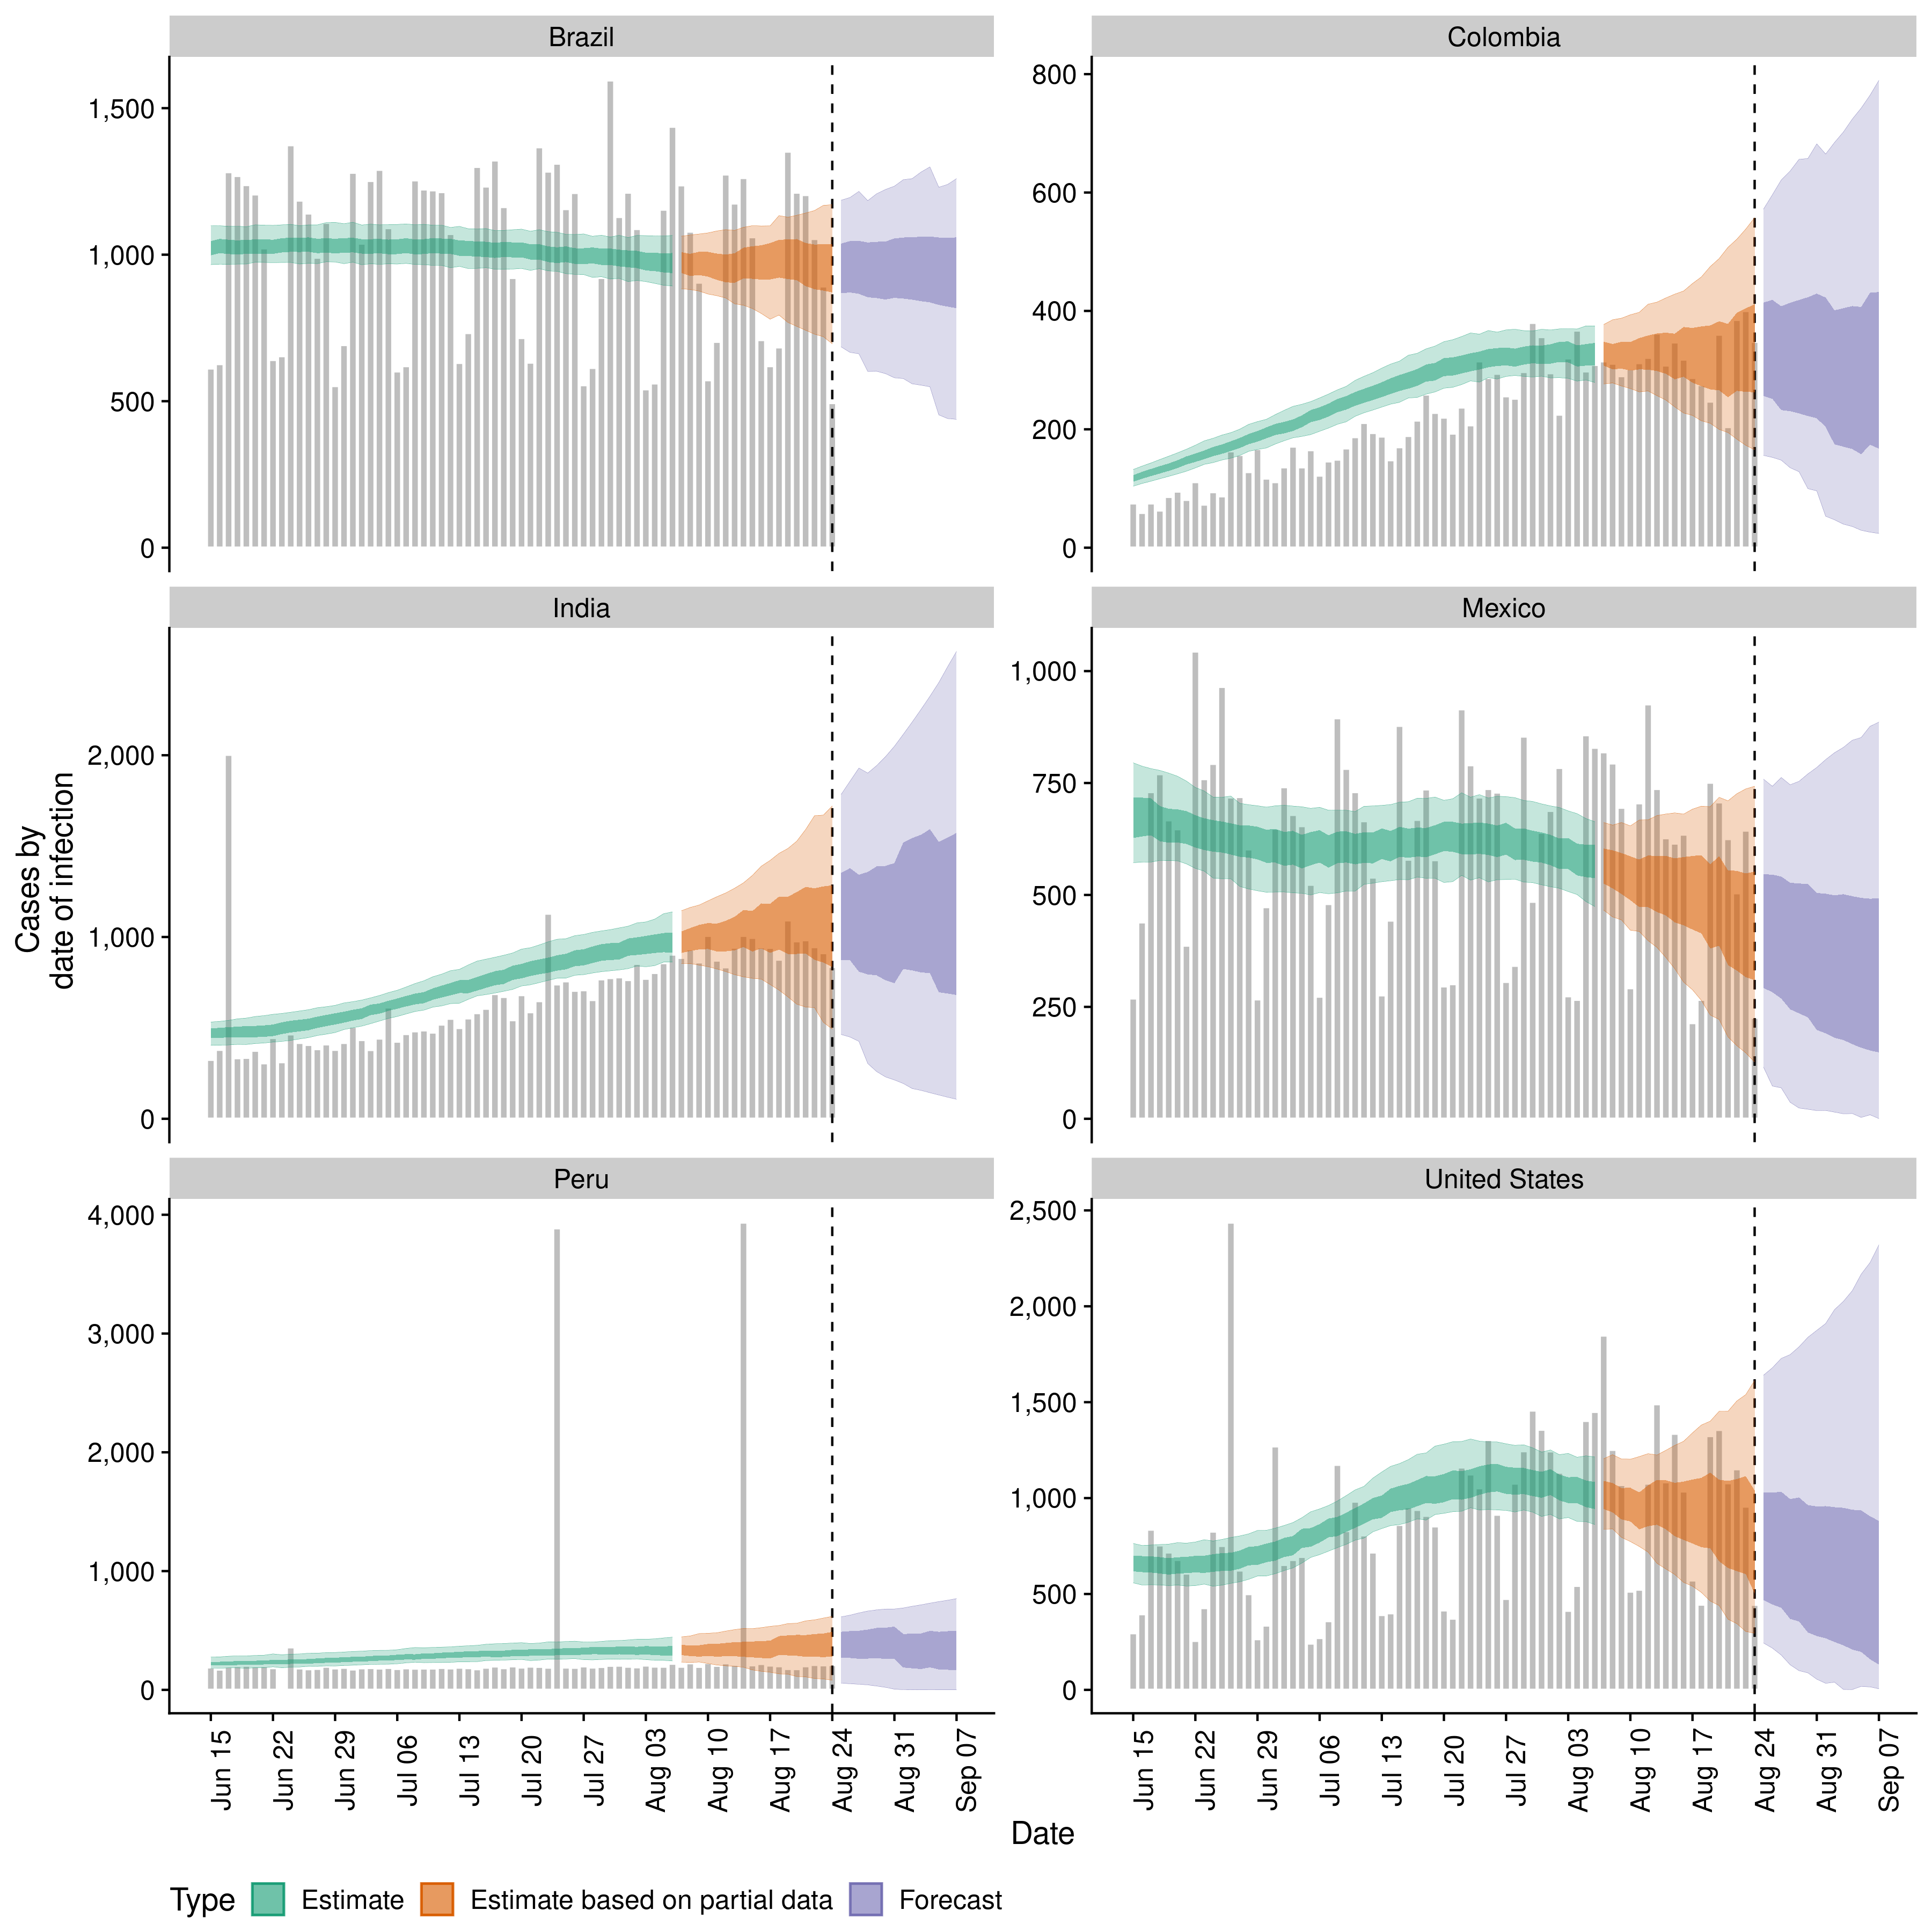 Brazil
Colombia
1,500
1,000
500
0
800
600
400
200
0
India
Mexico
2,000
1,000
0
1,000
750
500
250
0
Cases by
date of infection
Peru
United States
4,000
3,000
2,000
1,000
0
2,500
2,000
1,500
1,000
500
0
Jun 15
Jun 22
Jun 29
Jul 06
Jul 13
Jul 20
Jul 27
Aug 03
Aug 10
Aug 17
Aug 24
Aug 31
Sep 07
Jun 15
Jun 22
Jun 29
Jul 06
Jul 13
Jul 20
Jul 27
Aug 03
Aug 10
Aug 17
Aug 24
Aug 31
Sep 07
Date
Type Estimate Estimate based on partial data Forecast